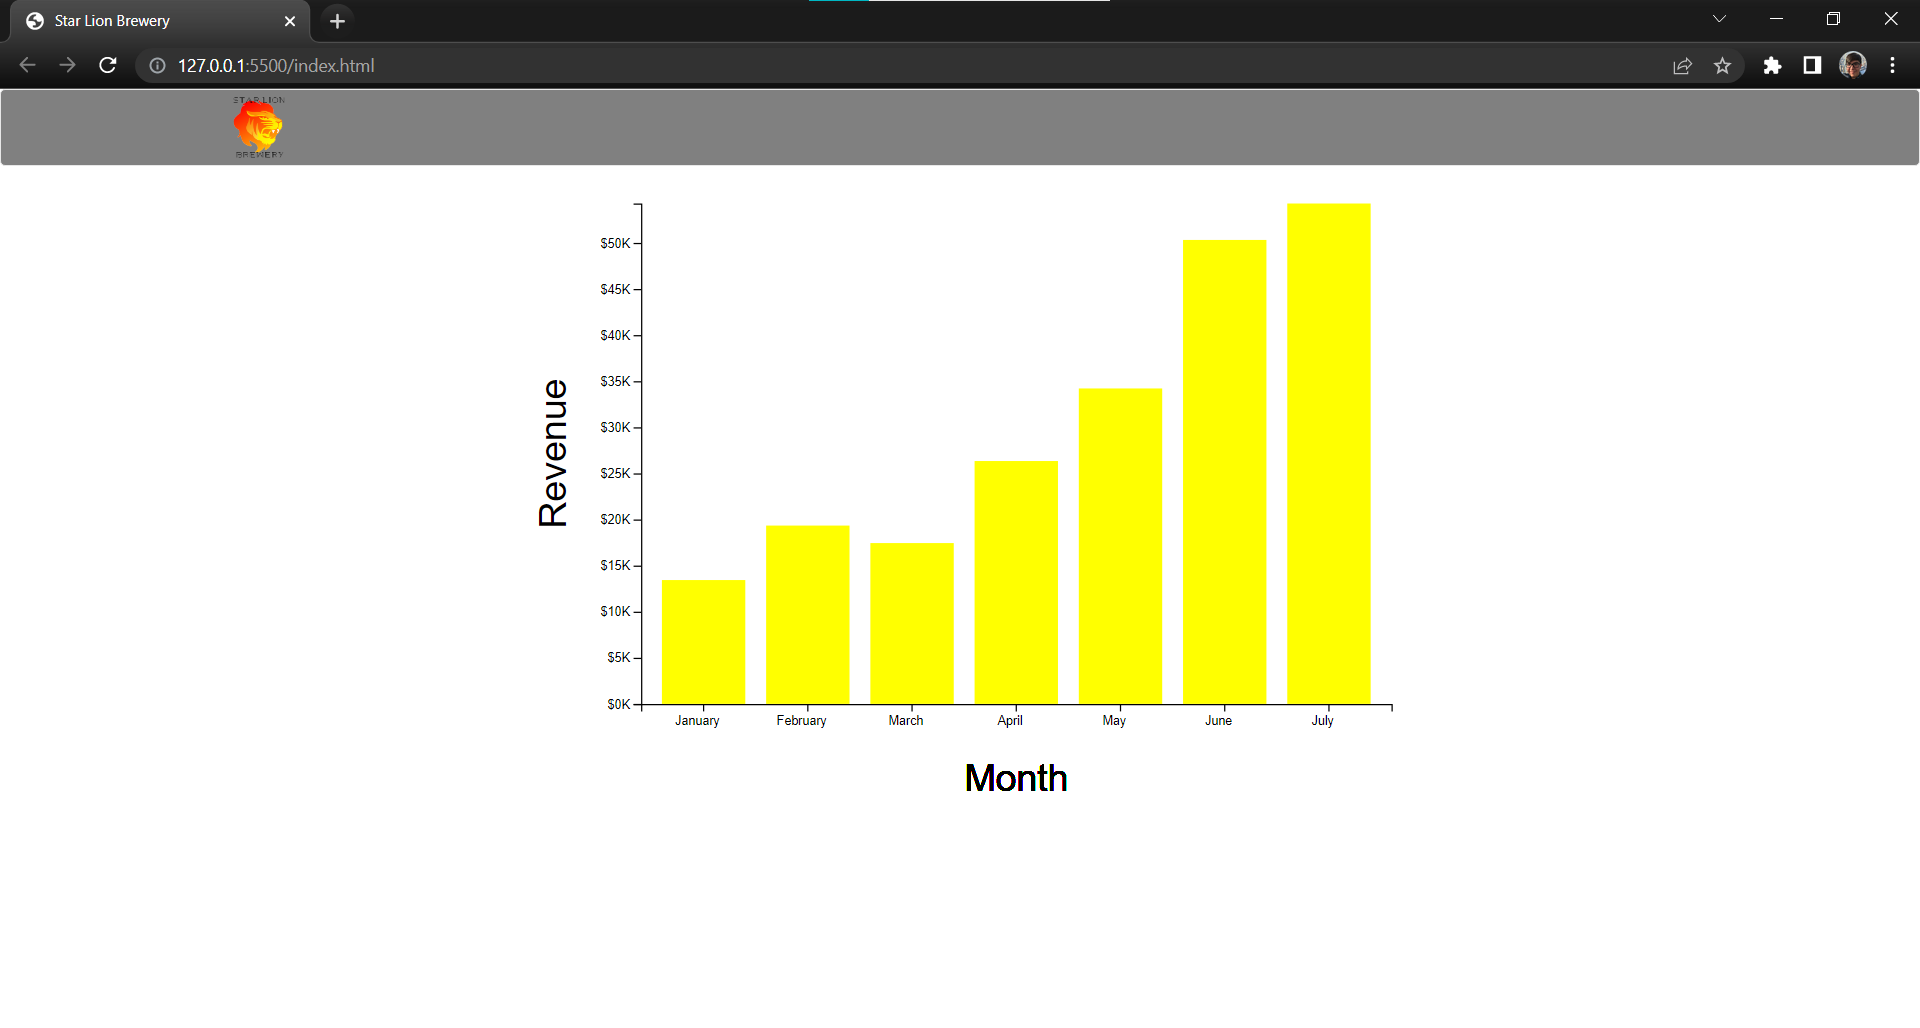 Star Lion Brewery
127.0.0.1:5500/index.html
STAR LION
BREWERY
Revenue
$50K
$45K
$40K
$35K
$30K
$25K
$20K
$15K
$10K
$5K
$0K
January February March April May June July
Month